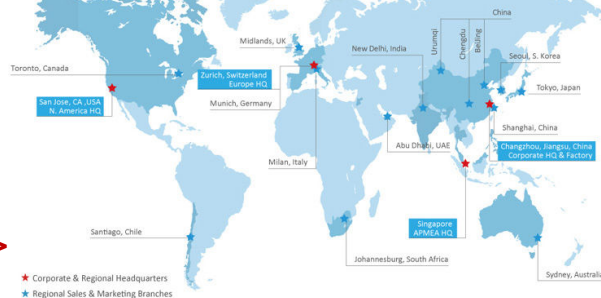 China
Midlands, UK
New Delhi, India
Urumqi
Chengdu
Beijing
Seoul, S. Korea
Toronto, Canada
Zurich, Switzerland
Europe HQ
Tokyo, Japan
San Jose, CA ,USA
N. America HQ
Munich, Germany
Shanghai, China
Abu Dhabi, UAE
Changzhou, Jiangsu, China
Corporate HQ & Factory
Milan, Italy
Singapore
APMEA HQ
Santiago, Chile
Johannesburg, South Africa
Sydney, Australia
Corporate & Regional Headquarters
Regional Sales & Marketing Branches